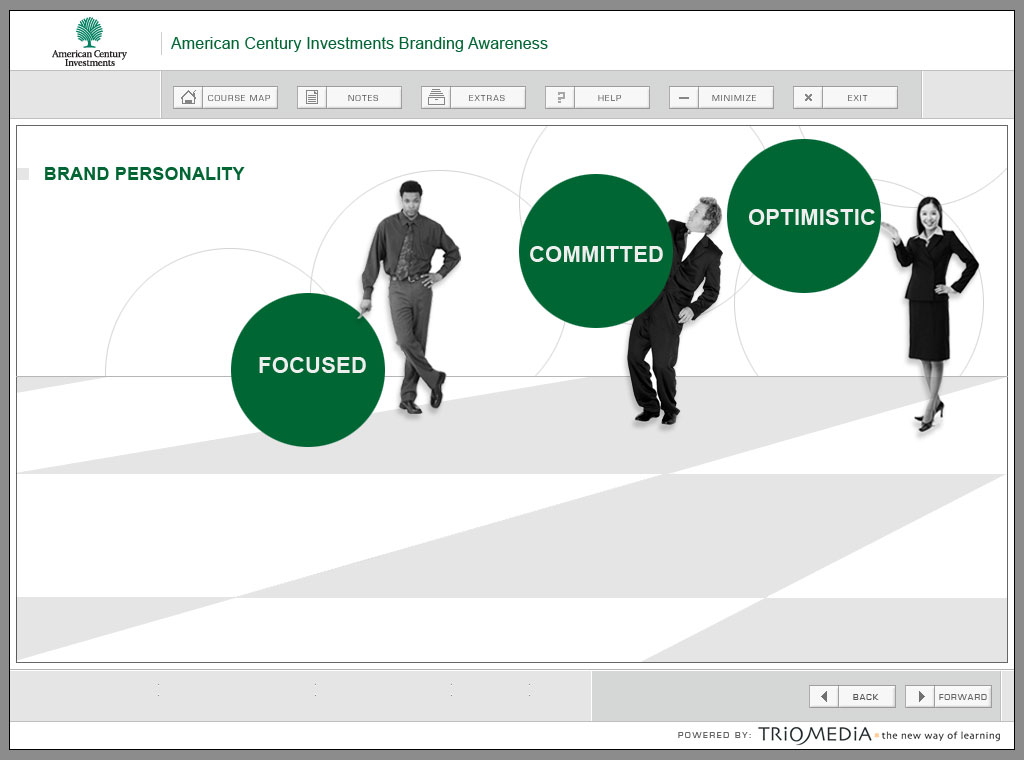 American Century
Investments
American Century Investments Branding Awareness
COURSE MAP
NOTES
EXTRAS
HELP
MINIMIZE
EXIT
BRAND PERSONALITY
FOCUSED
COMMITTED
OPTIMISTIC
BACK
FORWARD
POWERED BY: TRiOMEDiA the new way of learning